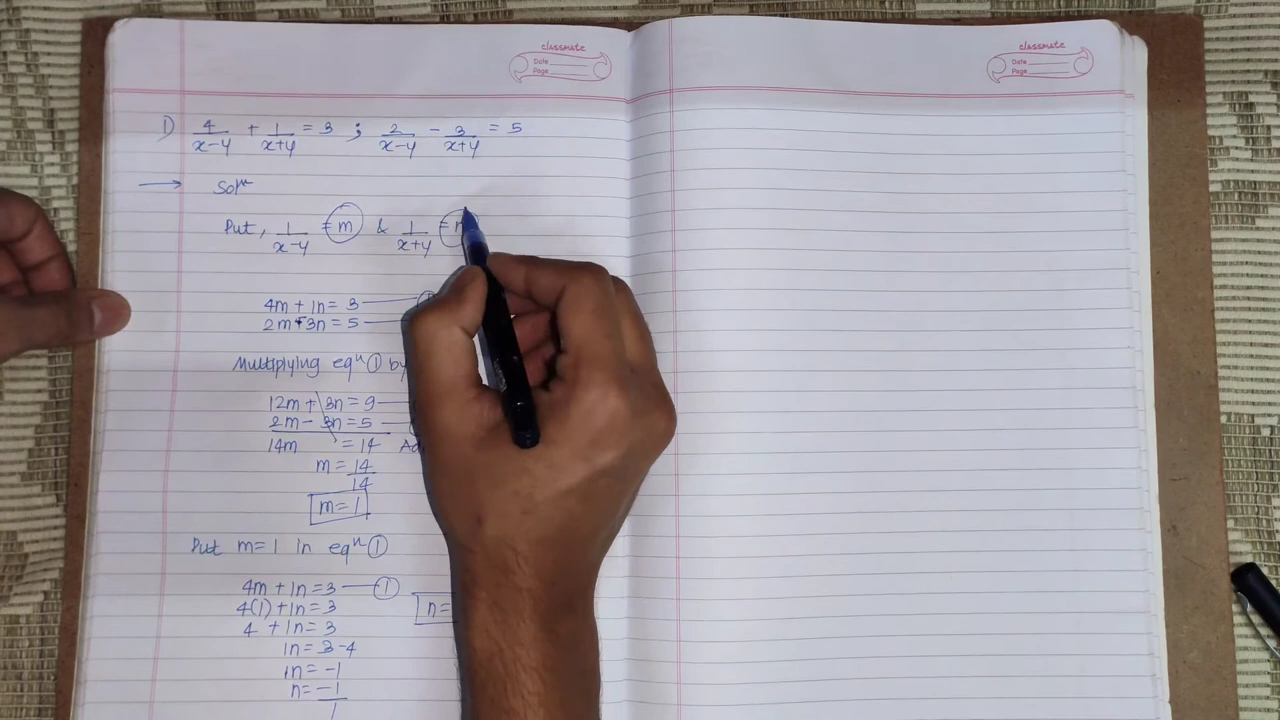 classmate
Date
Page
classmate
Date
Page
1) 4/(x-y) + 1/(x+y) = 3 ; 2/(x-y) - 3/(x+y) = 5
→ Solⁿ
Put, 1/(x-y) = m & 1/(x+y) =
4m + 1n = 3
2m - 3n = 5
Multiplying eqⁿ ① by
12m + 3n = 9
2m - 3n = 5
14m = 14
m = 14/14
m = 1
Put m = 1 in eqⁿ ①
4m + 1n = 3 — ①
4(1) + 1n = 3
n =
4 + 1n = 3
1n = 3 - 4
1n = -1
n = -1/1